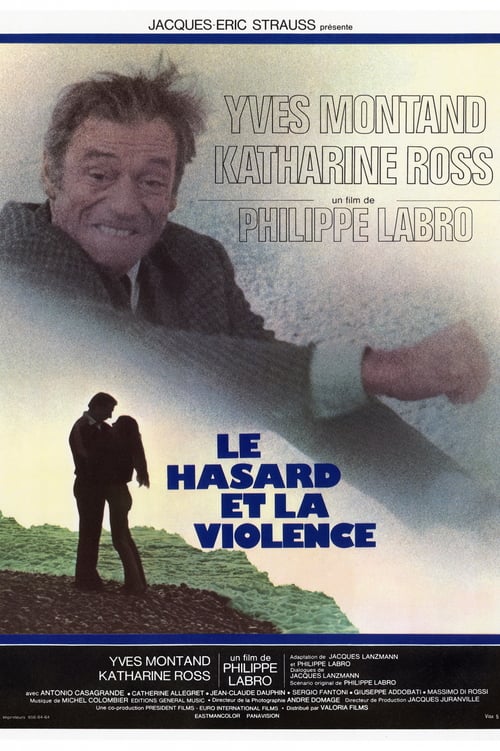 JACQUES-ERIC STRAUSS présente
YVES MONTAND
KATHARINE ROSS
un film de
PHILIPPE LABRO
LE
HASARD
ET LA
VIOLENCE
YVES MONTAND
KATHARINE ROSS
un film de
PHILIPPE
LABRO
Adaptation de JACQUES LANZMANN
et PHILIPPE LABRO
Dialogues de
JACQUES LANZMANN
Scénario original de PHILIPPE LABRO
avec ANTONIO CASAGRANDE • CATHERINE ALLEGRET • JEAN-CLAUDE DAUPHIN • SERGIO FANTONI • GIUSEPPE ADDOBATI • MASSIMO DI ROSSI
Musique de MICHEL COLOMBIER EDITIONS GENERAL MUSIC • Directeur de la Photographie ANDRE DOMAGE • Directeur de Production JACQUES JURANVILLE
Une co-production PRESIDENT FILMS - EURO INTERNATIONAL FILMS • Distribué par VALORIA FILMS
EASTMANCOLOR PANAVISION